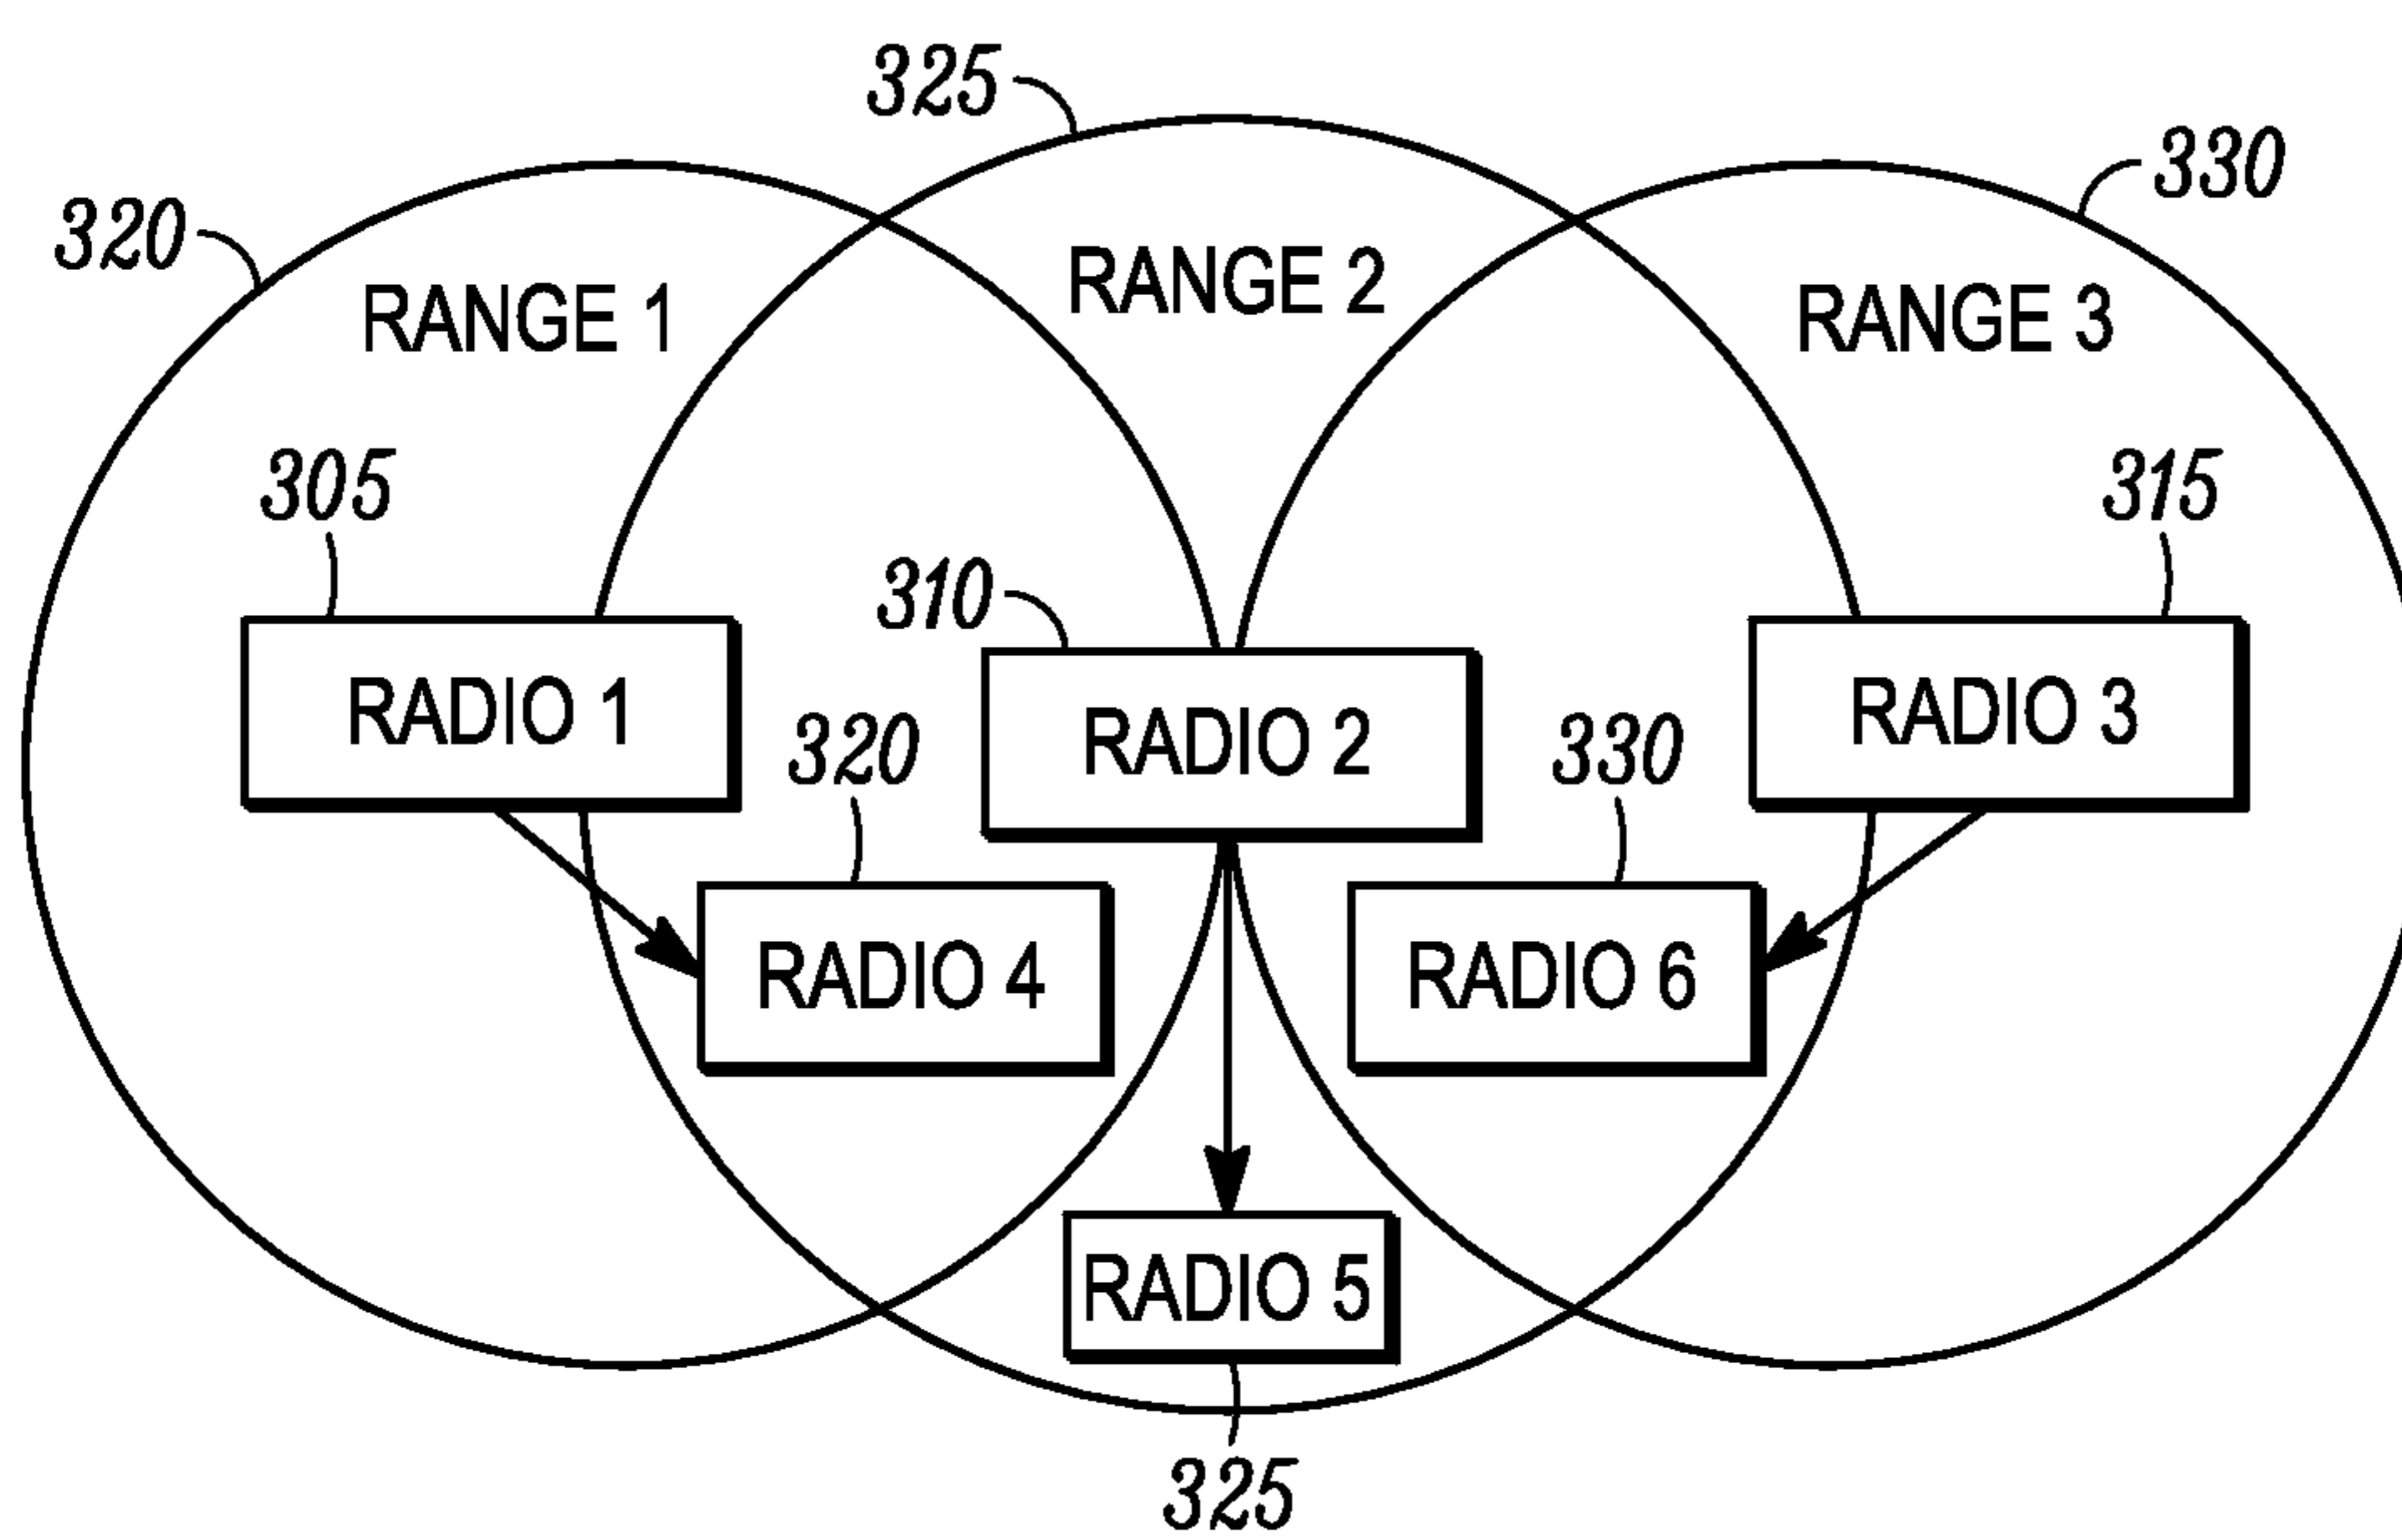 325
330
320
RANGE 2
RANGE 1
RANGE 3
305
315
310
RADIO 1
RADIO 2
RADIO 3
320
330
RADIO 4
RADIO 6
RADIO 5
325